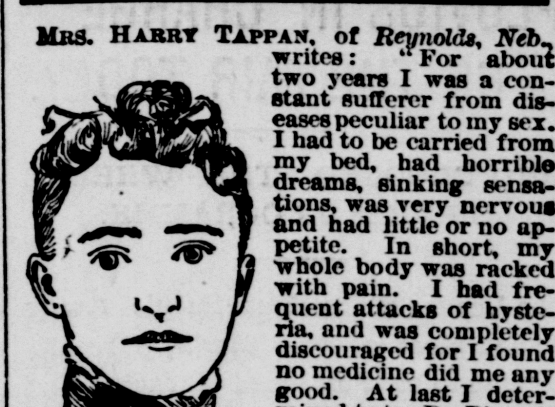 MRS. HARRY TAPPAN, of Reynolds, Neb.,
writes: "For about
two years I was a con-
stant sufferer from dis-
eases peculiar to my sex.
I had to be carried from
my bed, had horrible
dreams, sinking sensa-
tions, was very nervous
and had little or no ap-
petite. In short, my
whole body was racked
with pain. I had fre-
quent attacks of hyste-
ria, and was completely
discouraged for I found
no medicine did me any
good. At last I deter-